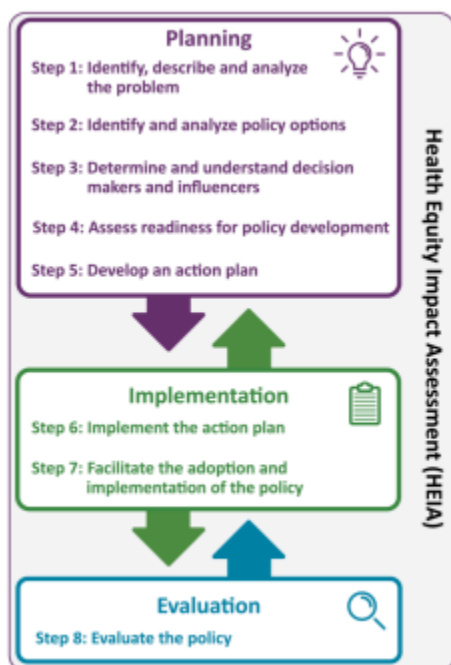 Planning
Step 1: Identify, describe and analyze
the problem
Step 2: Identify and analyze policy options
Step 3: Determine and understand decision
makers and influencers
Step 4: Assess readiness for policy development
Step 5: Develop an action plan
Implementation
Step 6: Implement the action plan
Step 7: Facilitate the adoption and
implementation of the policy
Evaluation
Step 8: Evaluate the policy
Health Equity Impact Assessment (HEIA)